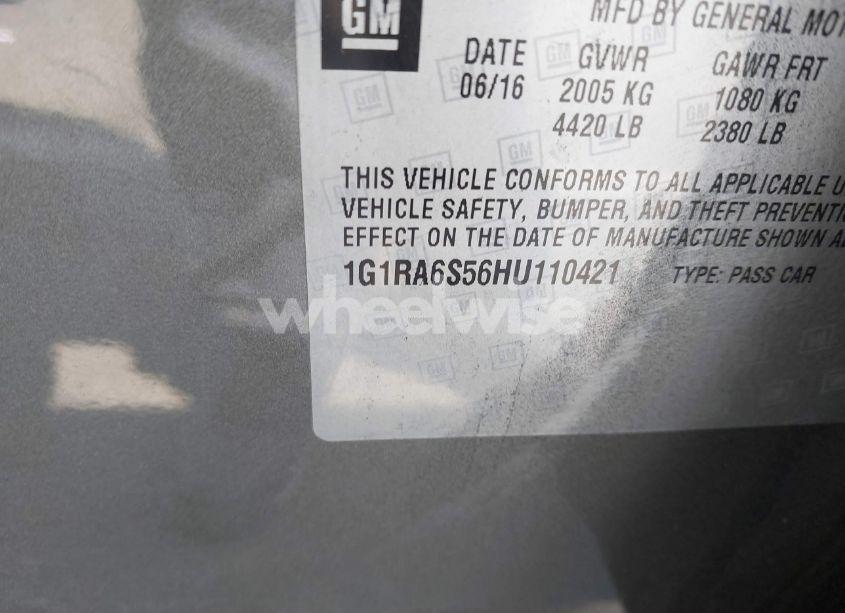 GM
MFD BY GENERAL MOT
DATE GVWR GAWR FRT
06/16 2005 KG 1080 KG
4420 LB 2380 LB
THIS VEHICLE CONFORMS TO ALL APPLICABLE U
VEHICLE SAFETY, BUMPER, AND THEFT PREVENTI
EFFECT ON THE DATE OF MANUFACTURE SHOWN A
1G1RA6S56HU110421 TYPE: PASS CAR
wheelwise